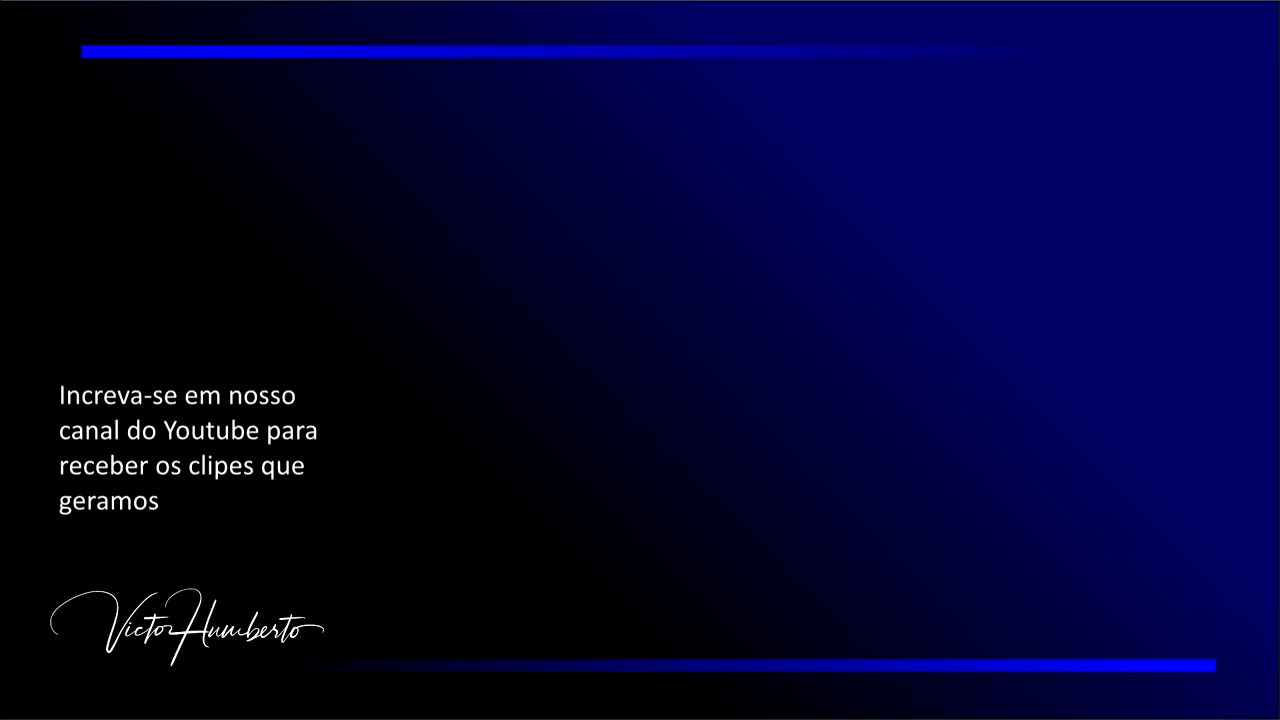 Increva-se em nosso
canal do Youtube para
receber os clipes que
geramos
Victor Humberto